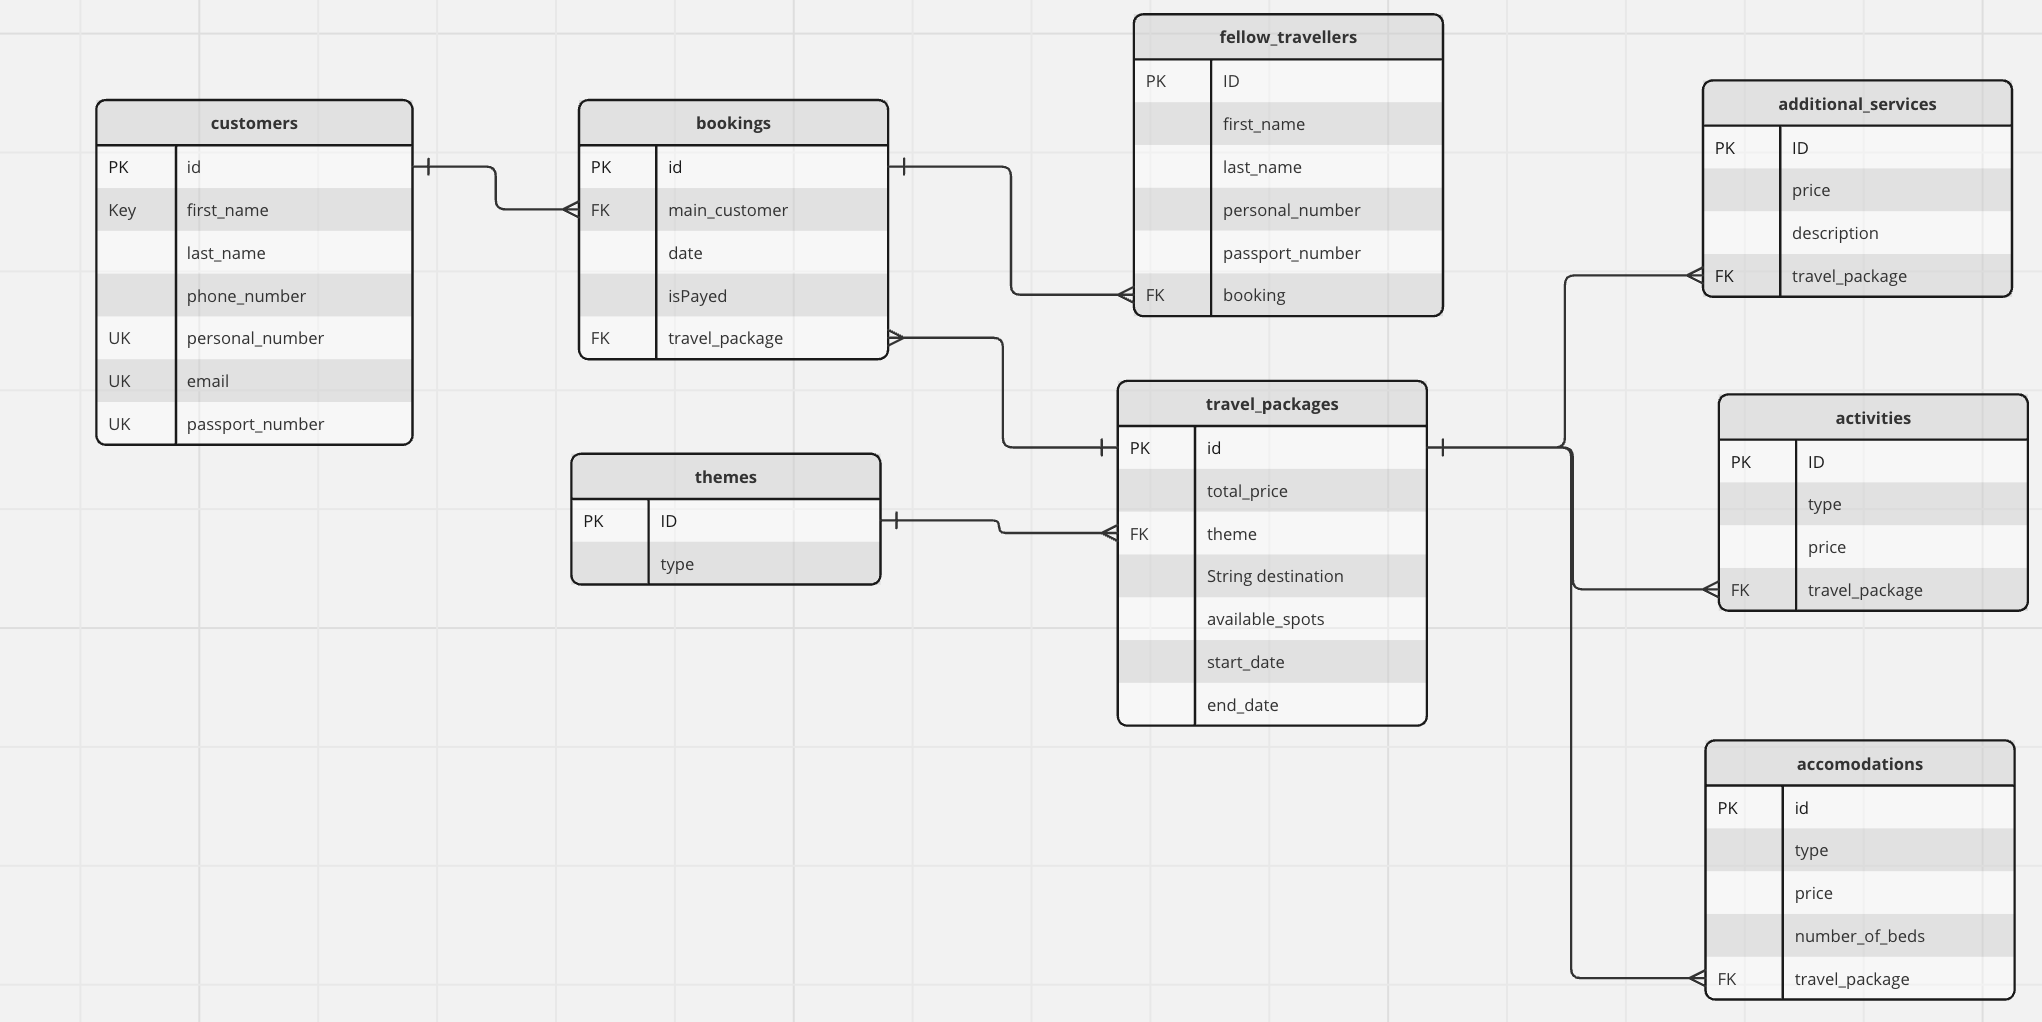 customers
PK id
Key first_name
last_name
phone_number
UK personal_number
UK email
UK passport_number
bookings
PK id
FK main_customer
date
isPayed
FK travel_package
themes
PK ID
type
fellow_travellers
PK ID
first_name
last_name
personal_number
passport_number
FK booking
travel_packages
PK id
total_price
FK theme
String destination
available_spots
start_date
end_date
additional_services
PK ID
price
description
FK travel_package
activities
PK ID
type
price
FK travel_package
accomodations
PK id
type
price
number_of_beds
FK travel_package